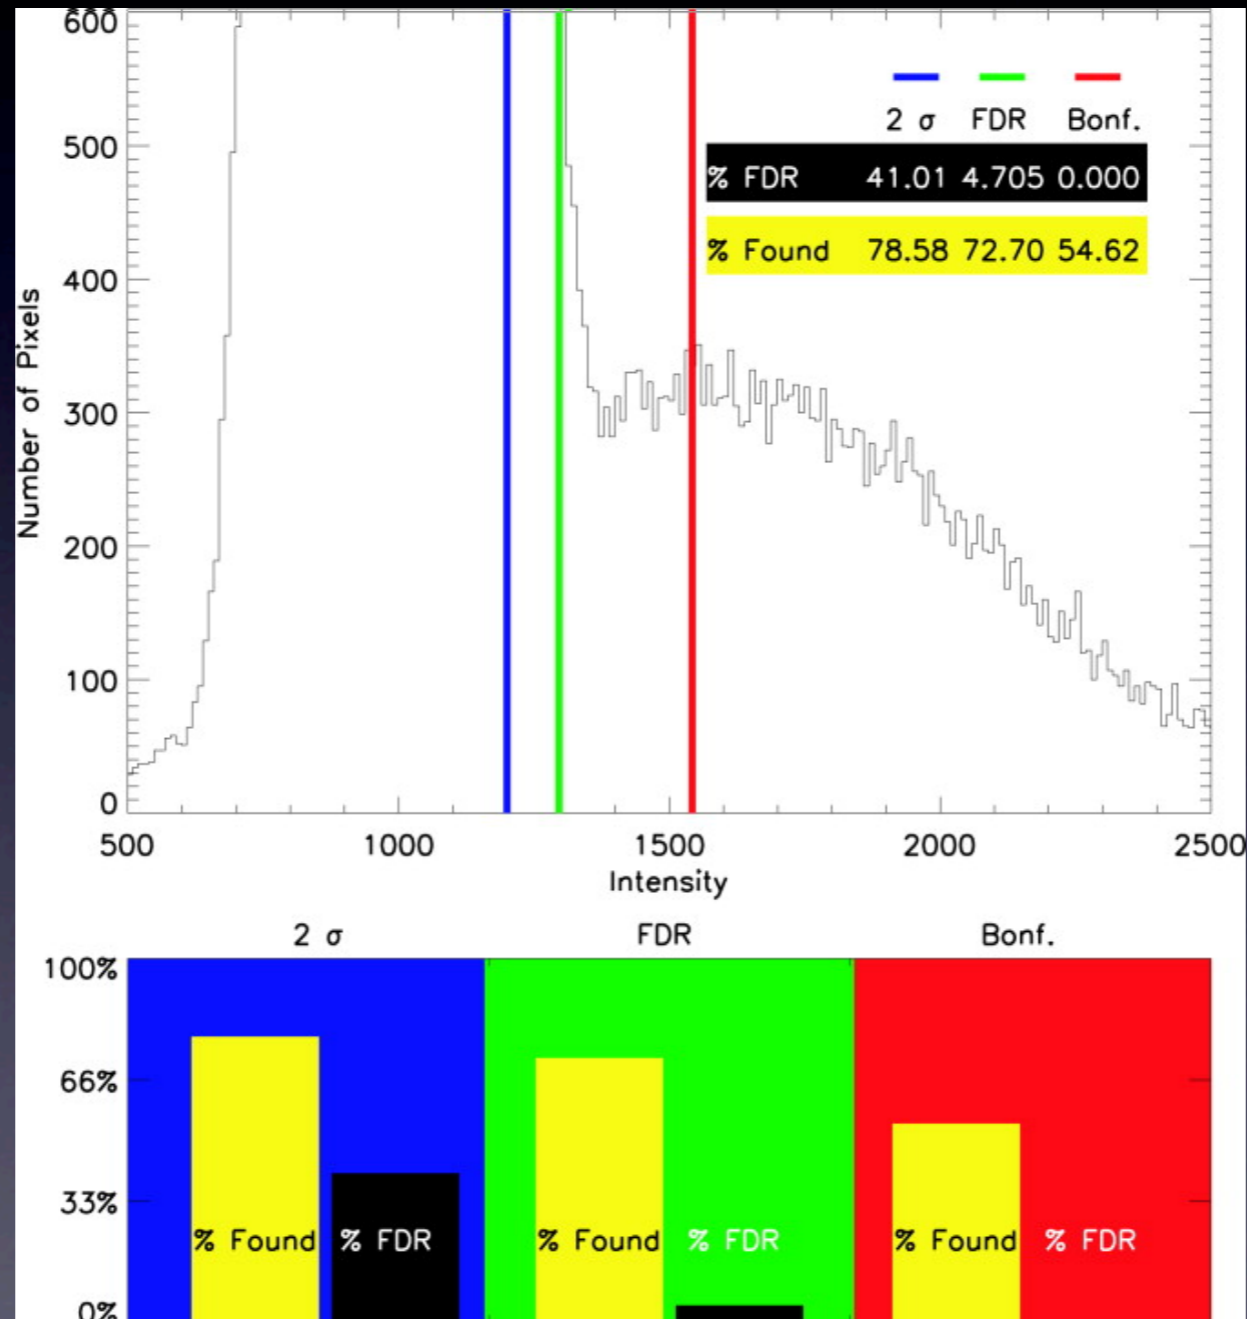 600
2 σ FDR Bonf.
500
% FDR 41.01 4.705 0.000
% Found 78.58 72.70 54.62
400
Number of Pixels
300
200
100
0
500 1000 1500 2000 2500
Intensity
2 σ FDR Bonf.
100%
66%
33%
% Found % FDR % Found % FDR % Found % FDR
0%